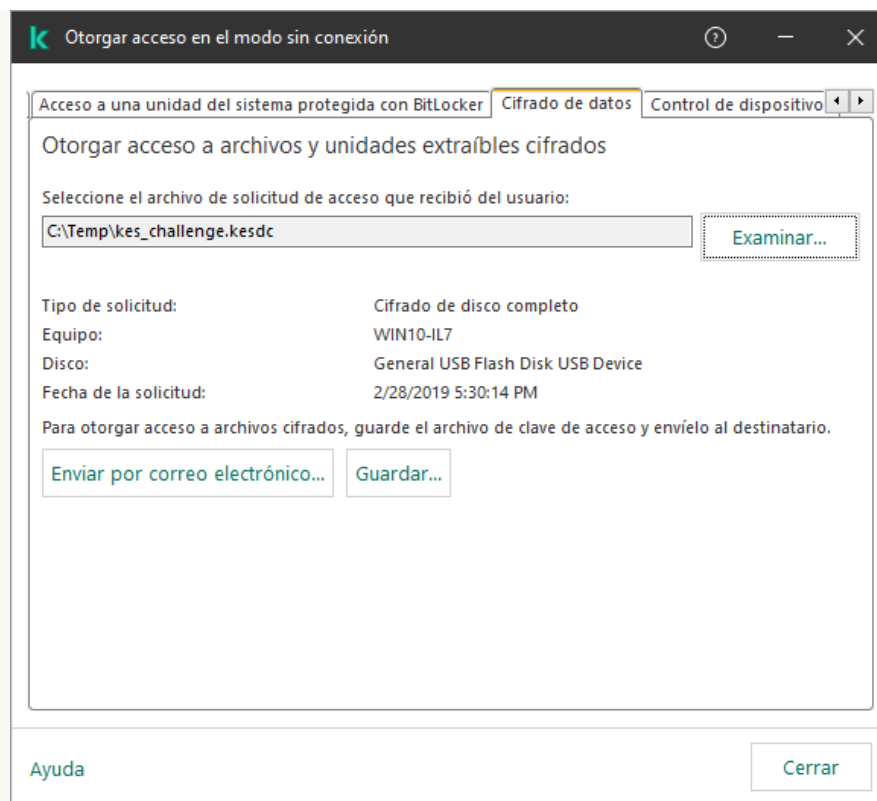 Otorgar acceso en el modo sin conexión
Acceso a una unidad del sistema protegida con BitLocker
Cifrado de datos
Control de dispositivo
Otorgar acceso a archivos y unidades extraíbles cifrados
Seleccione el archivo de solicitud de acceso que recibió del usuario:
C:\Temp\kes_challenge.kesdc
Examinar...
Tipo de solicitud: Cifrado de disco completo
Equipo: WIN10-IL7
Disco: General USB Flash Disk USB Device
Fecha de la solicitud: 2/28/2019 5:30:14 PM
Para otorgar acceso a archivos cifrados, guarde el archivo de clave de acceso y envíelo al destinatario.
Enviar por correo electrónico... Guardar...
Ayuda
Cerrar